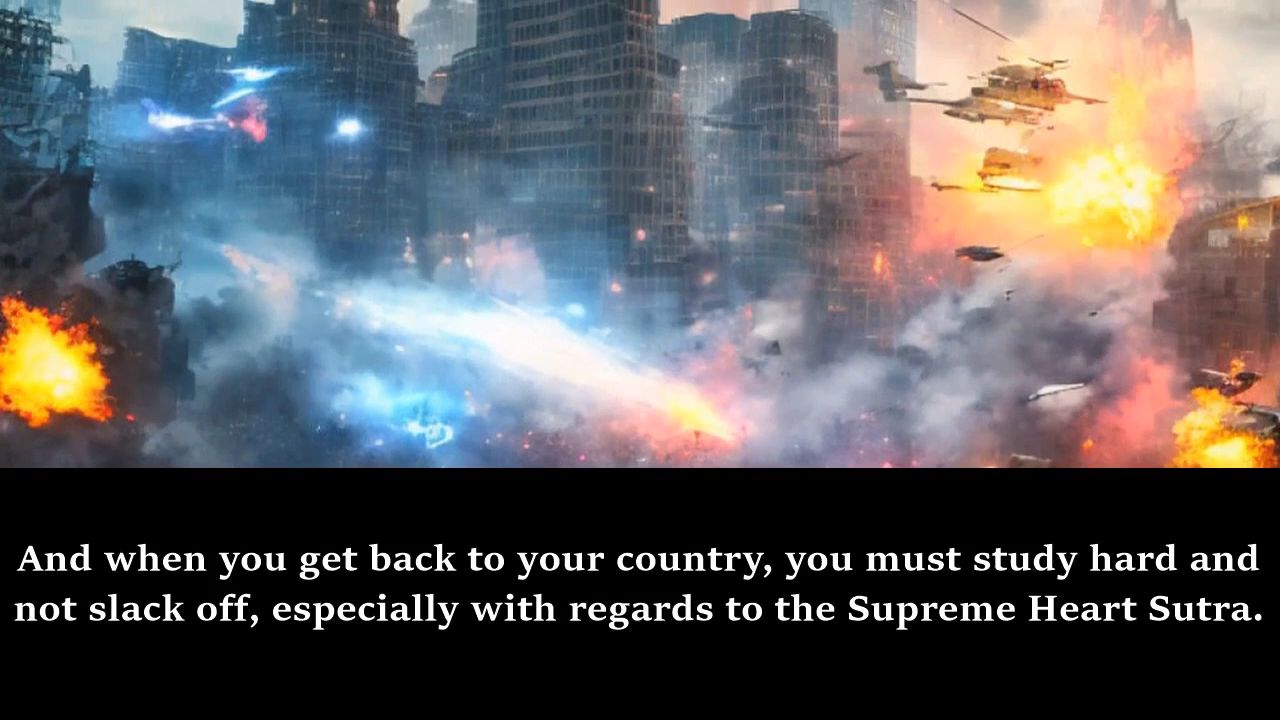 And when you get back to your country, you must study hard and
not slack off, especially with regards to the Supreme Heart Sutra.